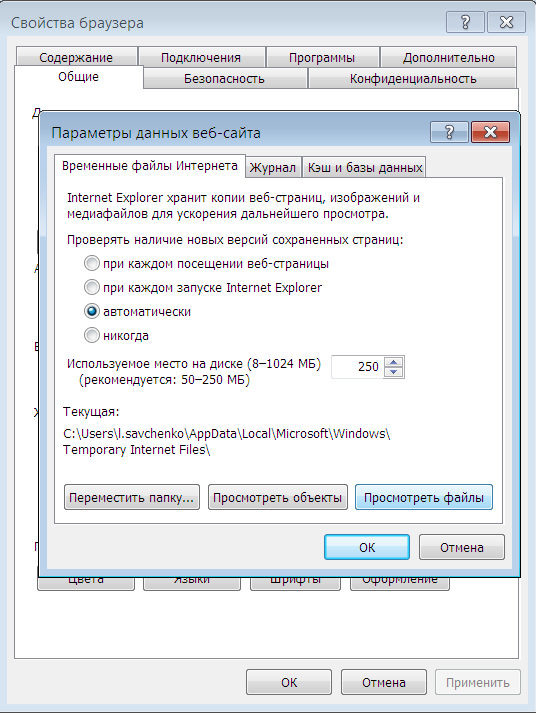 Свойства браузера
Содержание
Подключения
Программы
Дополнительно
Общие
Безопасность
Конфиденциальность
Параметры данных веб-сайта
Временные файлы Интернета
Журнал
Кэш и базы данных
Internet Explorer хранит копии веб-страниц, изображений и
медиафайлов для ускорения дальнейшего просмотра.
Проверять наличие новых версий сохраненных страниц:
при каждом посещении веб-страницы
при каждом запуске Internet Explorer
автоматически
никогда
Используемое место на диске (8–1024 МБ)
250
(рекомендуется: 50–250 МБ)
Текущая:
C:\Users\l.savchenko\AppData\Local\Microsoft\Windows\
Temporary Internet Files\
Переместить папку...
Просмотреть объекты
Просмотреть файлы
ОК
Отмена
Цвета
Языки
Шрифты
Оформление
ОК
Отмена
Применить